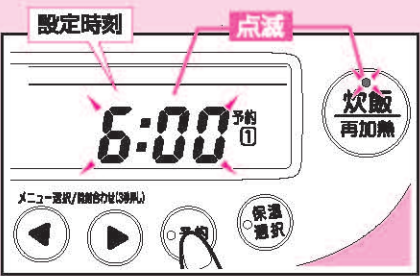 設定時刻
点滅
6:00
予約
1
炊飯
再加熱
メニュー選択/時刻合わせ(3秒押し)
◀
▶
予約
保温
選択